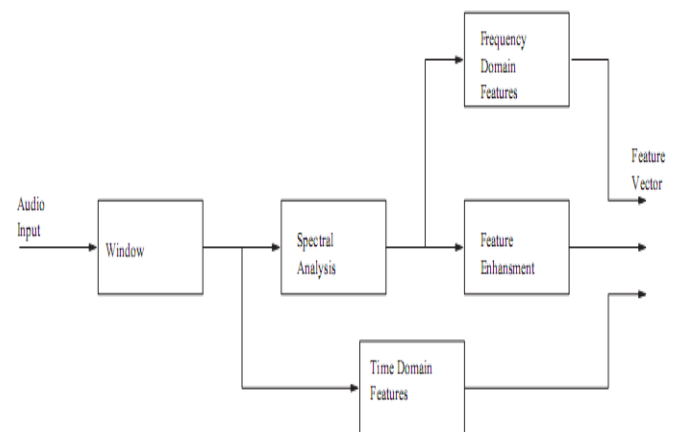 Frequency
Domain
Features
Feature
Vector
Audio
Input
Window
Spectral
Analysis
Feature
Enhansment
Time Domain
Features